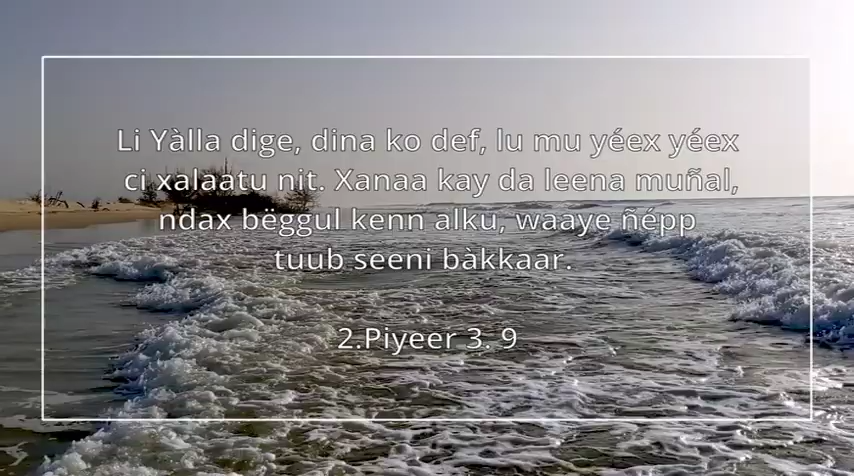 Li Yàlla dige, dina ko def, lu mu yéex yéex
ci xalaatu nit. Xanaa kay da leena muñal,
ndax bëggul kenn alku, waaye ñépp
tuub seeni bàkkaar.
2.Piyeer 3. 9